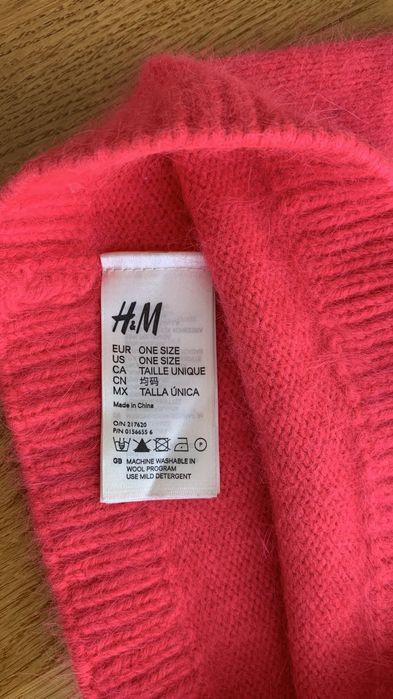 H&M
EUR ONE SIZE
US ONE SIZE
CA TAILLE UNIQUE
CN 均码
MX TALLA ÚNICA
Made in China
O/N 217620
P/N 0156655 6
GB MACHINE WASHABLE IN
WOOL PROGRAM
USE MILD DETERGENT